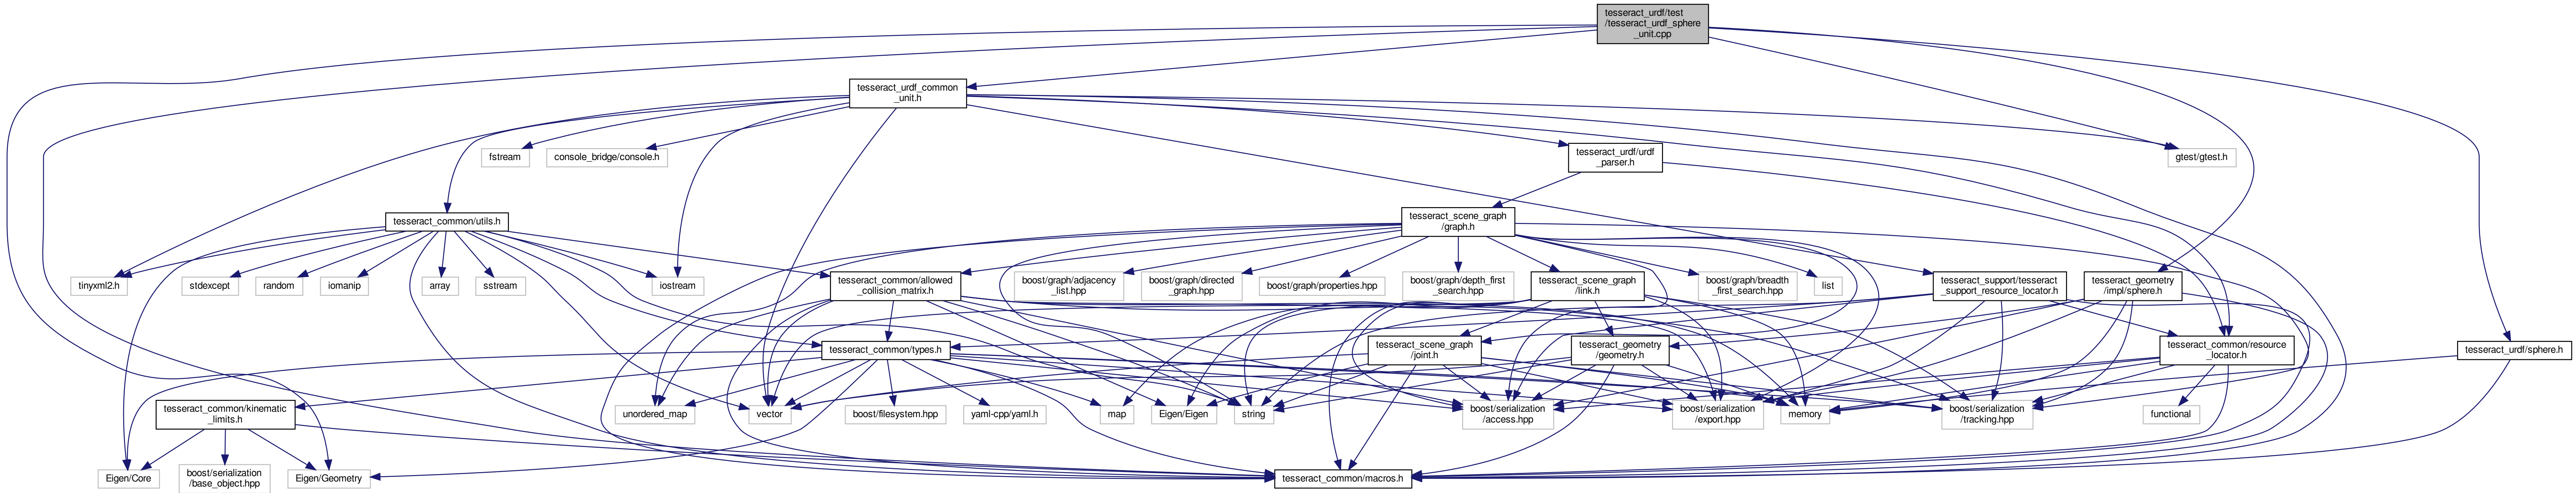 tesseract_urdf/test
/tesseract_urdf_sphere
_unit.cpp
tesseract_urdf_common
_unit.h
fstream
console_bridge/console.h
tesseract_urdf/urdf
_parser.h
gtest/gtest.h
tesseract_common/utils.h
tesseract_scene_graph
/graph.h
tinyxml2.h
stdexcept
random
iomanip
array
sstream
iostream
tesseract_common/allowed
_collision_matrix.h
boost/graph/adjacency
_list.hpp
boost/graph/directed
_graph.hpp
boost/graph/properties.hpp
boost/graph/depth_first
_search.hpp
tesseract_scene_graph
/link.h
boost/graph/breadth
_first_search.hpp
list
tesseract_support/tesseract
_support_resource_locator.h
tesseract_geometry
/impl/sphere.h
tesseract_common/types.h
tesseract_scene_graph
/joint.h
tesseract_geometry
/geometry.h
tesseract_common/resource
_locator.h
tesseract_urdf/sphere.h
tesseract_common/kinematic
_limits.h
unordered_map
vector
boost/filesystem.hpp
yaml-cpp/yaml.h
map
Eigen/Eigen
string
boost/serialization
/access.hpp
boost/serialization
/export.hpp
memory
boost/serialization
/tracking.hpp
functional
Eigen/Core
boost/serialization
/base_object.hpp
Eigen/Geometry
tesseract_common/macros.h